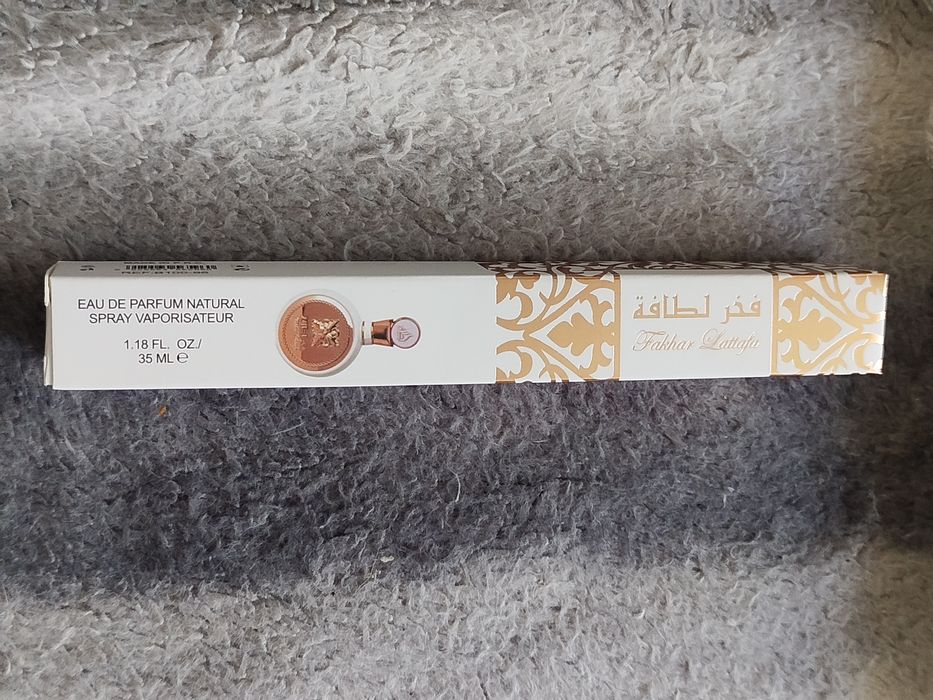 EAU DE PARFUM NATURAL
SPRAY VAPORISATEUR
1.18 FL. OZ./
35 ML ℮
فخر لطافة
Fakhar Lattafa